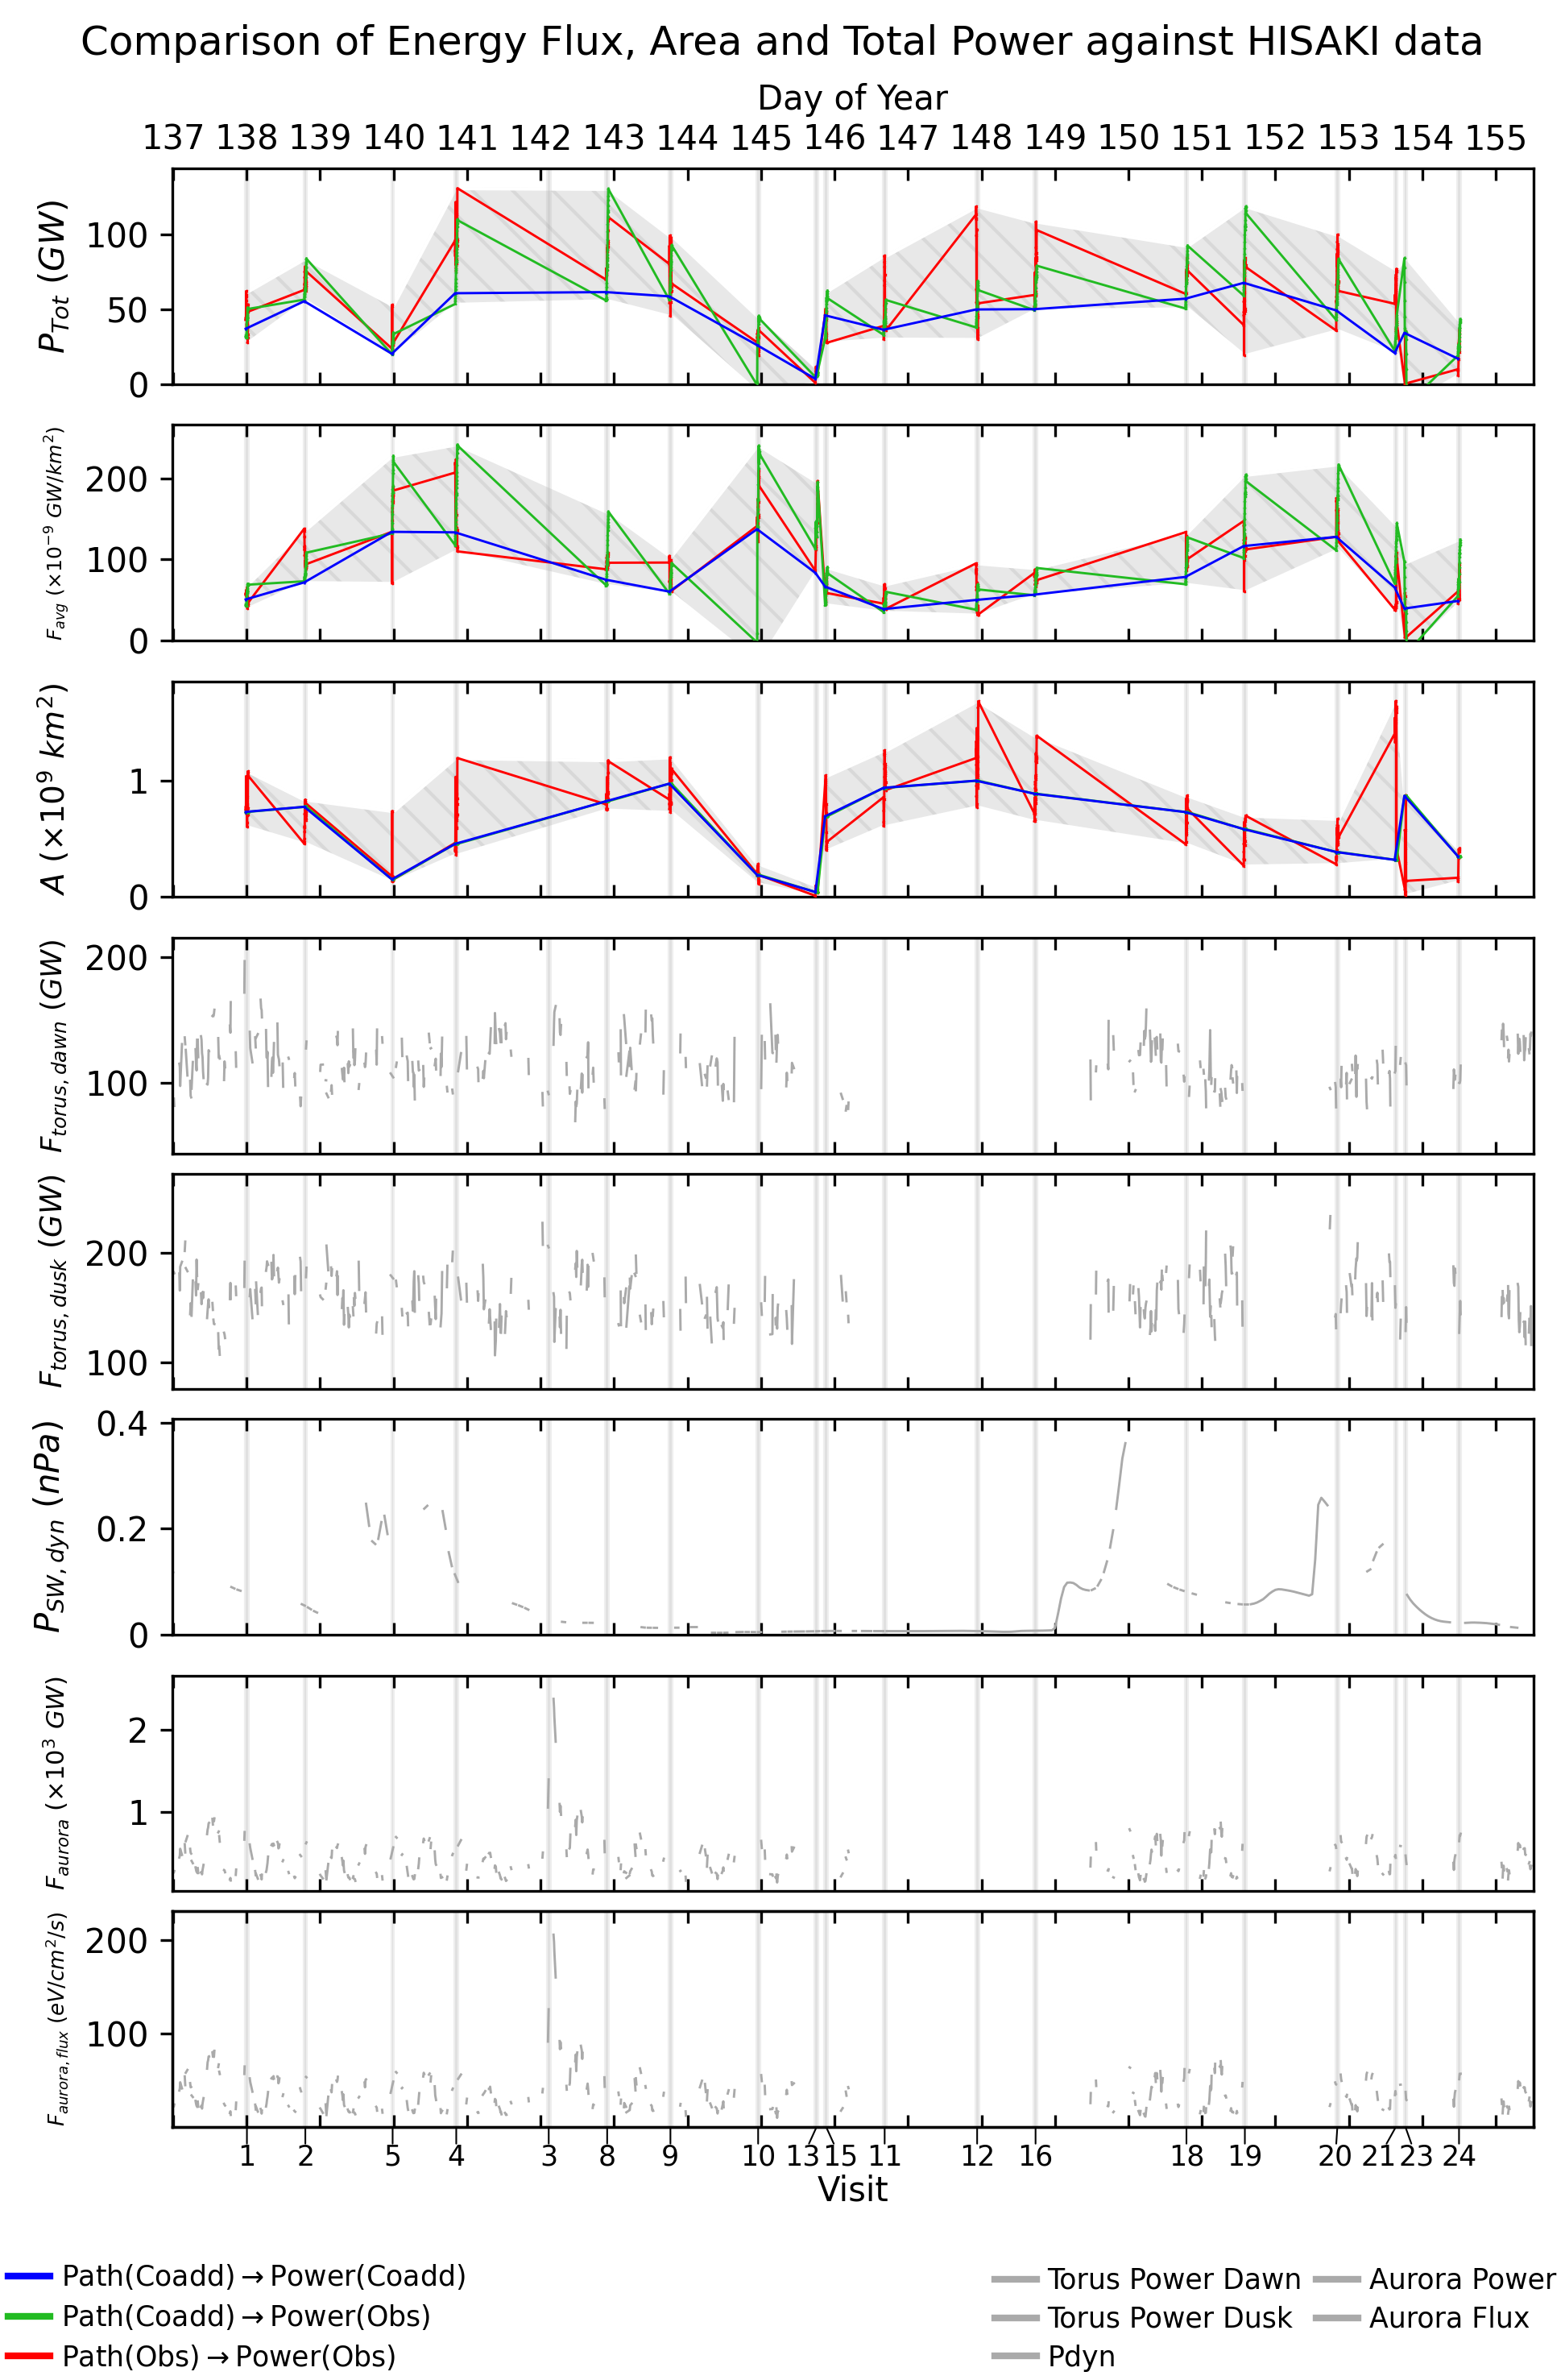 Comparison of Energy Flux, Area and Total Power against HISAKI data
Day of Year
137 138 139 140 141 142 143 144 145 146 147 148 149 150 151 152 153 154 155
P_Tot (GW)
100
50
0
F_avg (×10⁻⁹ GW/km²)
200
100
0
A (×10⁹ km²)
1
0
F_torus, dawn (GW)
200
100
F_torus, dusk (GW)
200
100
P_SW, dyn (nPa)
0.4
0.2
0
F_aurora (×10³ GW)
2
1
F_aurora, flux (eV/cm²/s)
200
100
1 2 5 4 3 8 9 10 13 15 11 12 16 18 19 20 21 23 24
Visit
Path(Coadd)→Power(Coadd)
Path(Coadd)→Power(Obs)
Path(Obs)→Power(Obs)
Torus Power Dawn
Torus Power Dusk
Pdyn
Aurora Power
Aurora Flux